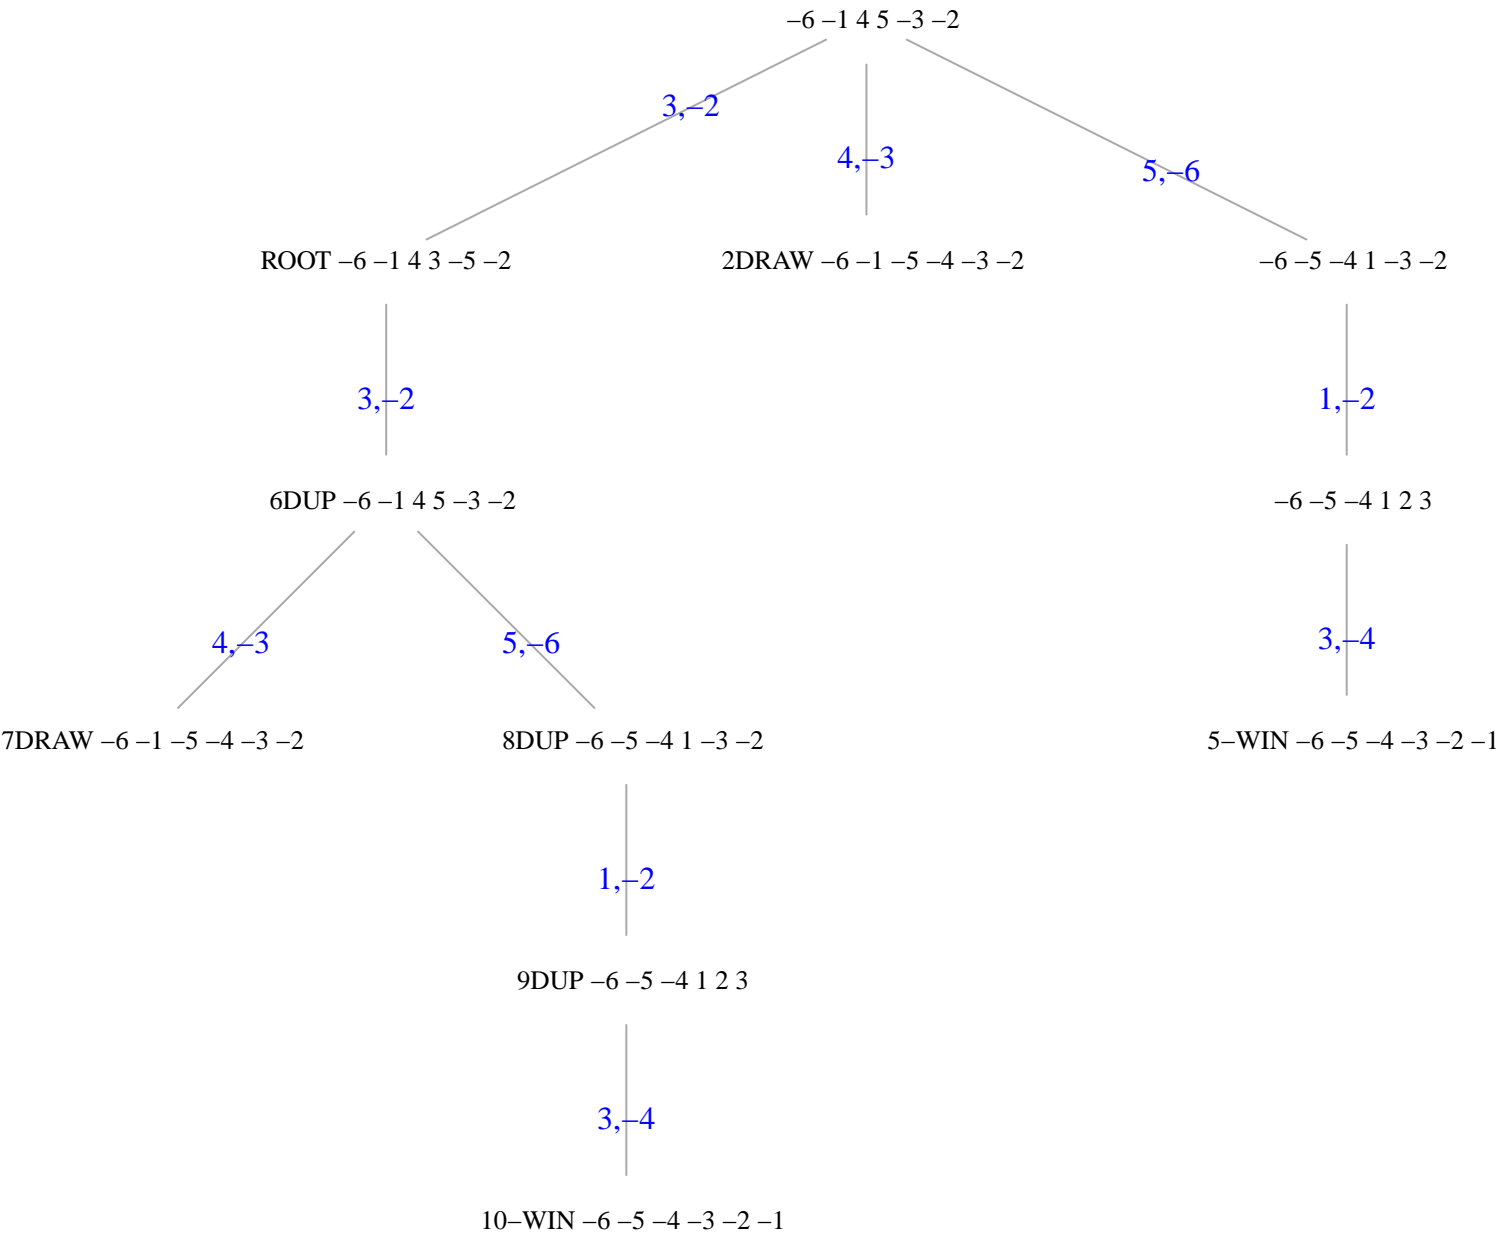 –6 –1 4 5 –3 –2
3,–2
4,–3
5,–6
ROOT –6 –1 4 3 –5 –2
2DRAW –6 –1 –5 –4 –3 –2
–6 –5 –4 1 –3 –2
3,–2
1,–2
6DUP –6 –1 4 5 –3 –2
–6 –5 –4 1 2 3
4,–3
5,–6
3,–4
7DRAW –6 –1 –5 –4 –3 –2
8DUP –6 –5 –4 1 –3 –2
5–WIN –6 –5 –4 –3 –2 –1
1,–2
9DUP –6 –5 –4 1 2 3
3,–4
10–WIN –6 –5 –4 –3 –2 –1